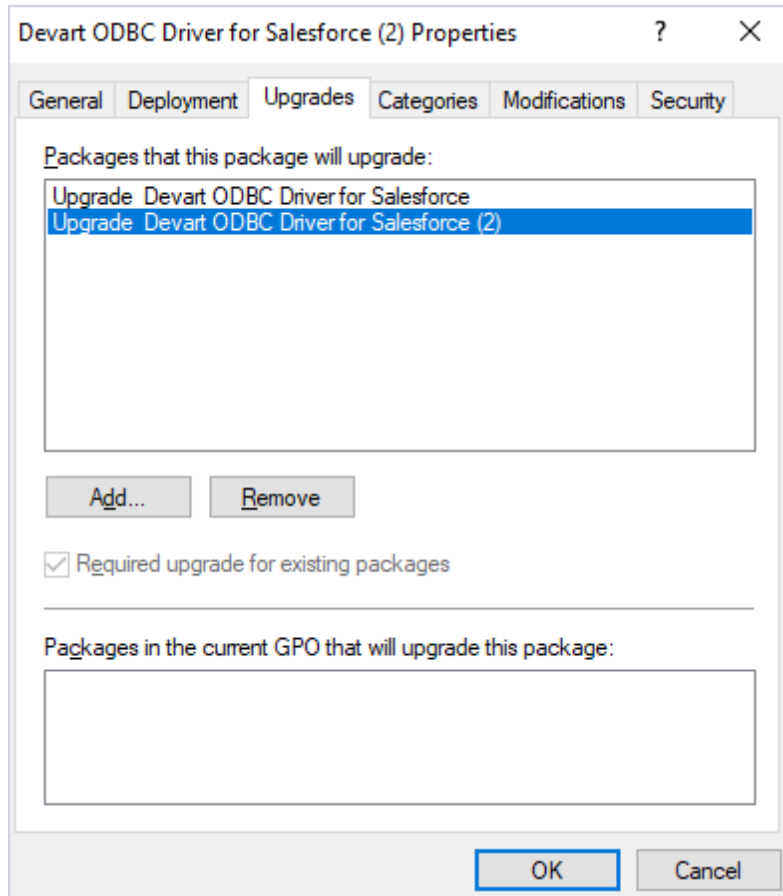 Devart ODBC Driver for Salesforce (2) Properties ?
General Deployment Upgrades Categories Modifications Security
Packages that this package will upgrade:
Upgrade Devart ODBC Driver for Salesforce
Upgrade Devart ODBC Driver for Salesforce (2)
Add... Remove
Required upgrade for existing packages
Packages in the current GPO that will upgrade this package:
OK Cancel